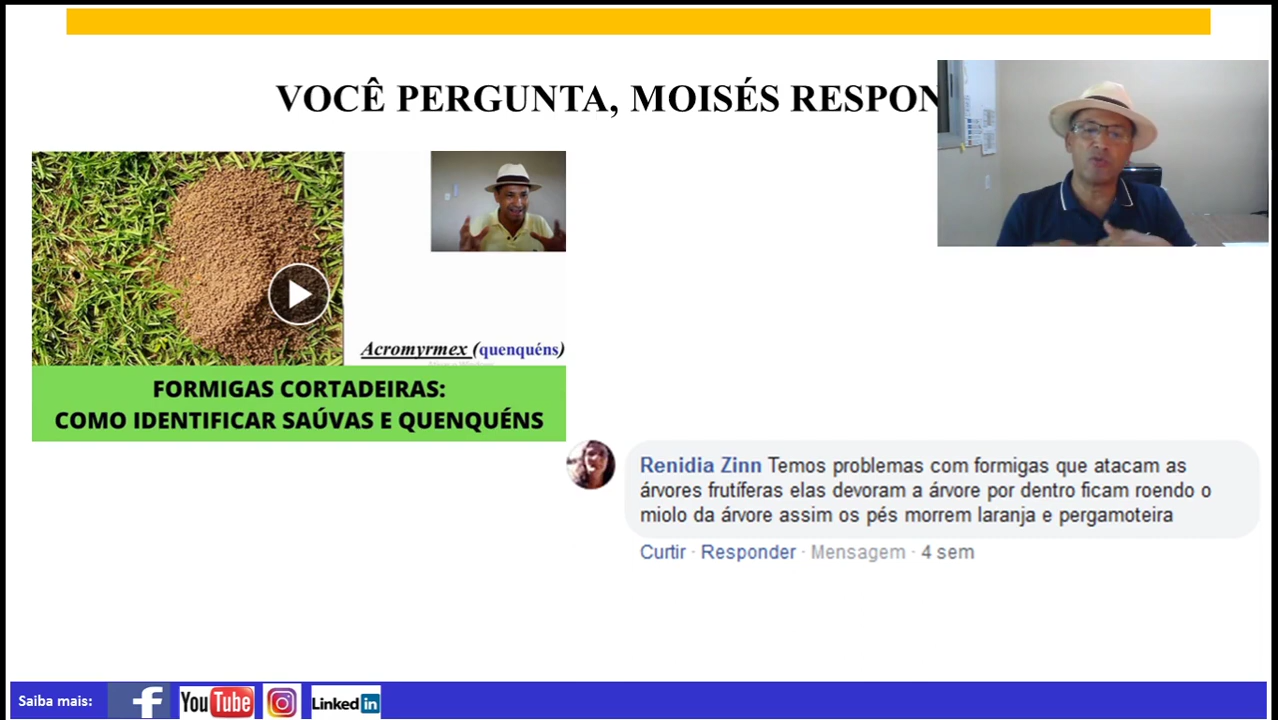 VOCÊ PERGUNTA, MOISÉS RESPON
Acromyrmex (quenquéns)
FORMIGAS CORTADEIRAS:
COMO IDENTIFICAR SAÚVAS E QUENQUÉNS
Renidia Zinn Temos problemas com formigas que atacam as
árvores frutíferas elas devoram a árvore por dentro ficam roendo o
miolo da árvore assim os pés morrem laranja e pergamoteira
Curtir · Responder · Mensagem · 4 sem
Saiba mais: f YouTube Linked in